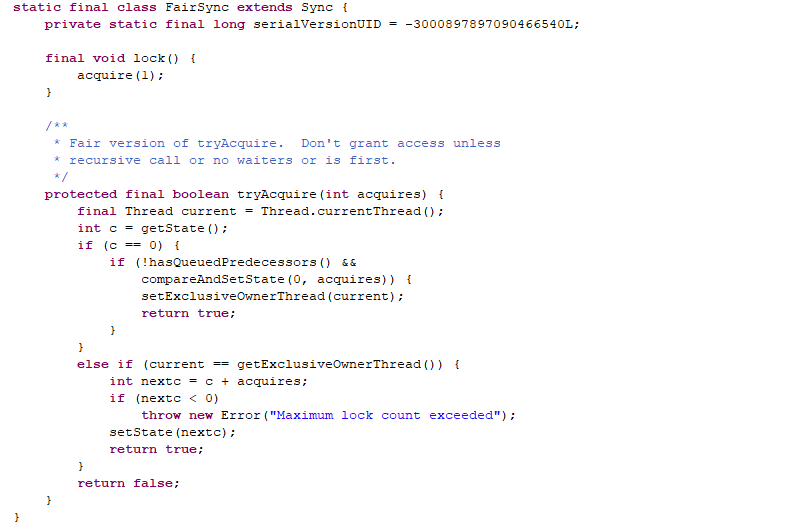 static final class FairSync extends Sync {
    private static final long serialVersionUID = -3000897897090466540L;

    final void lock() {
        acquire(1);
    }

    /**
     * Fair version of tryAcquire.  Don't grant access unless
     * recursive call or no waiters or is first.
     */
    protected final boolean tryAcquire(int acquires) {
        final Thread current = Thread.currentThread();
        int c = getState();
        if (c == 0) {
            if (!hasQueuedPredecessors() &&
                compareAndSetState(0, acquires)) {
                setExclusiveOwnerThread(current);
                return true;
            }
        }
        else if (current == getExclusiveOwnerThread()) {
            int nextc = c + acquires;
            if (nextc < 0)
                throw new Error("Maximum lock count exceeded");
            setState(nextc);
            return true;
        }
        return false;
    }
}